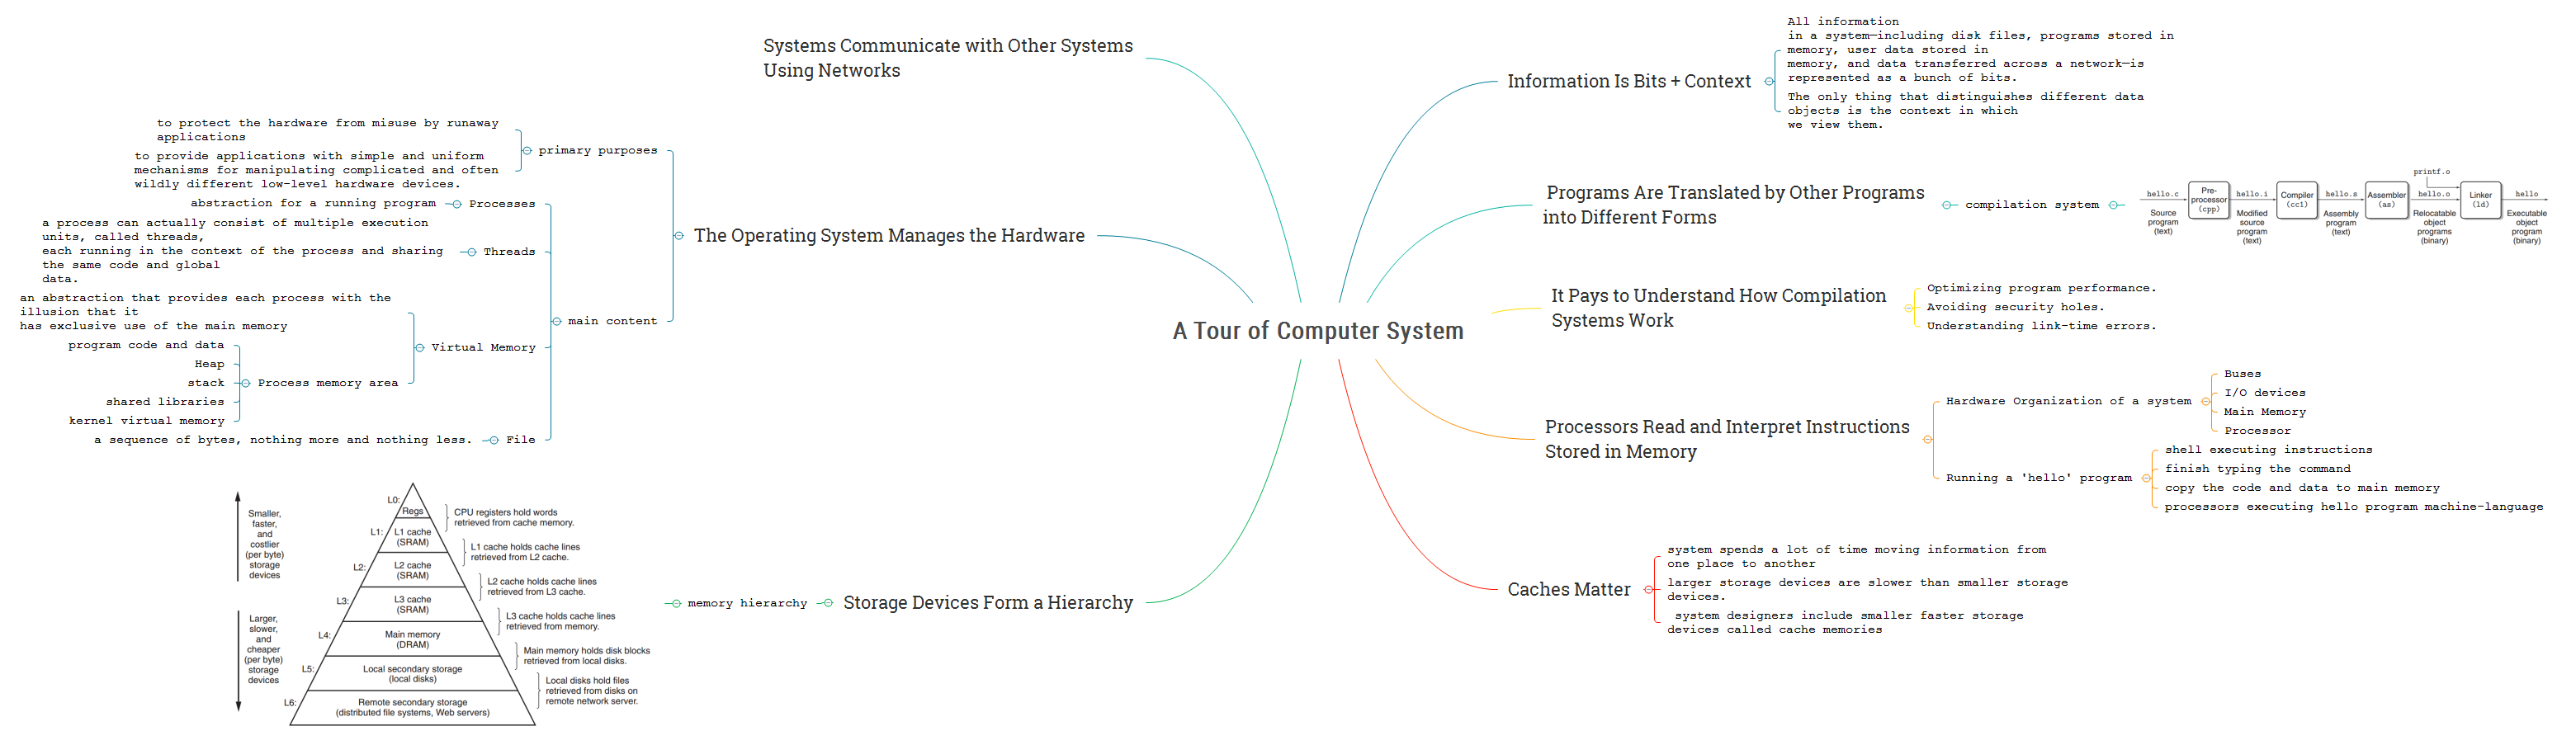 A Tour of Computer System
Information Is Bits + Context
All information
in a system—including disk files, programs stored in
memory, user data stored in
memory, and data transferred across a network—is
represented as a bunch of bits.
The only thing that distinguishes different data
objects is the context in which
we view them.
Programs Are Translated by Other Programs
into Different Forms
compilation system
printf.o
hello.c
Pre-
processor
(cpp)
hello.i
Compiler
(cc1)
hello.s
Assembler
(as)
hello.o
Linker
(ld)
hello
Source
program
(text)
Modified
source
program
(text)
Assembly
program
(text)
Relocatable
object
programs
(binary)
Executable
object
program
(binary)
It Pays to Understand How Compilation
Systems Work
Optimizing program performance.
Avoiding security holes.
Understanding link-time errors.
Processors Read and Interpret Instructions
Stored in Memory
Hardware Organization of a system
Buses
I/O devices
Main Memory
Processor
Running a 'hello' program
shell executing instructions
finish typing the command
copy the code and data to main memory
processors executing hello program machine-language
Caches Matter
system spends a lot of time moving information from
one place to another
larger storage devices are slower than smaller storage
devices.
system designers include smaller faster storage
devices called cache memories
Systems Communicate with Other Systems
Using Networks
The Operating System Manages the Hardware
primary purposes
to protect the hardware from misuse by runaway
applications
to provide applications with simple and uniform
mechanisms for manipulating complicated and often
wildly different low-level hardware devices.
main content
Processes
abstraction for a running program
Threads
a process can actually consist of multiple execution
units, called threads,
each running in the context of the process and sharing
the same code and global
data.
Virtual Memory
an abstraction that provides each process with the
illusion that it
has exclusive use of the main memory
Process memory area
program code and data
Heap
stack
shared libraries
kernel virtual memory
File
a sequence of bytes, nothing more and nothing less.
Storage Devices Form a Hierarchy
memory hierarchy
Smaller,
faster,
and
costlier
(per byte)
storage
devices
Larger,
slower,
and
cheaper
(per byte)
storage
devices
L0:
Regs
CPU registers hold words
retrieved from cache memory.
L1:
L1 cache
(SRAM)
L1 cache holds cache lines
retrieved from L2 cache.
L2:
L2 cache
(SRAM)
L2 cache holds cache lines
retrieved from L3 cache.
L3:
L3 cache
(SRAM)
L3 cache holds cache lines
retrieved from memory.
L4:
Main memory
(DRAM)
Main memory holds disk blocks
retrieved from local disks.
L5:
Local secondary storage
(local disks)
Local disks hold files
retrieved from disks on
remote network server.
L6:
Remote secondary storage
(distributed file systems, Web servers)